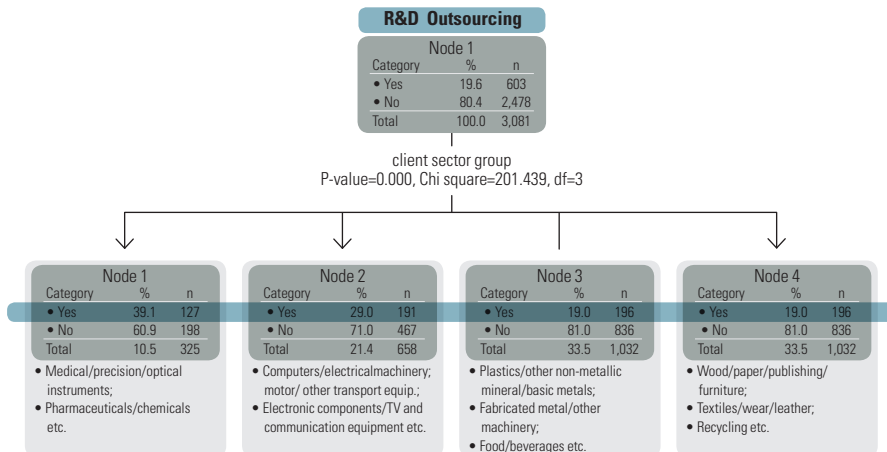 R&D Outsourcing
Node 1
Category % n
• Yes 19.6 603
• No 80.4 2,478
Total 100.0 3,081
client sector group
P-value=0.000, Chi square=201.439, df=3
Node 1
Category % n
• Yes 39.1 127
• No 60.9 198
Total 10.5 325
• Medical/precision/optical
instruments;
• Pharmaceuticals/chemicals
etc.
Node 2
Category % n
• Yes 29.0 191
• No 71.0 467
Total 21.4 658
• Computers/electricalmachinery;
motor/ other transport equip.;
• Electronic components/TV and
communication equipment etc.
Node 3
Category % n
• Yes 19.0 196
• No 81.0 836
Total 33.5 1,032
• Plastics/other non-metallic
mineral/basic metals;
• Fabricated metal/other
machinery;
• Food/beverages etc.
Node 4
Category % n
• Yes 19.0 196
• No 81.0 836
Total 33.5 1,032
• Wood/paper/publishing/
furniture;
• Textiles/wear/leather;
• Recycling etc.